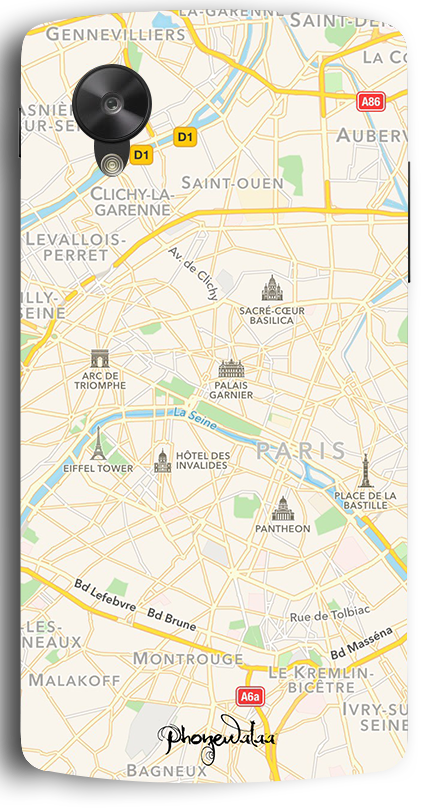 LA-GARENNE
GENNEVILLIERS
SAINT-DEN
LA CO
A86
ASNIÈ
SUR-SEI
D1
D1
AUBERV
SAINT-OUEN
CLICHY-LA-
GARENNE
LEVALLOIS-
PERRET
Av. de Clichy
ILLY-
SEINE
SACRÉ-CŒUR
BASILICA
ARC DE
TRIOMPHE
PALAIS
GARNIER
La Seine
PARIS
EIFFEL TOWER
HÔTEL DES
INVALIDES
PLACE DE LA
BASTILLE
PANTHEON
Bd Lefebvre
Bd Brune
Rue de Tolbiac
Bd Masséna
-LES-
NEAUX
MONTROUGE
MALAKOFF
LE KREMLIN-
BICÊTRE
A6a
IVRY-SU
SEINE
Phonewalaa
BAGNEUX